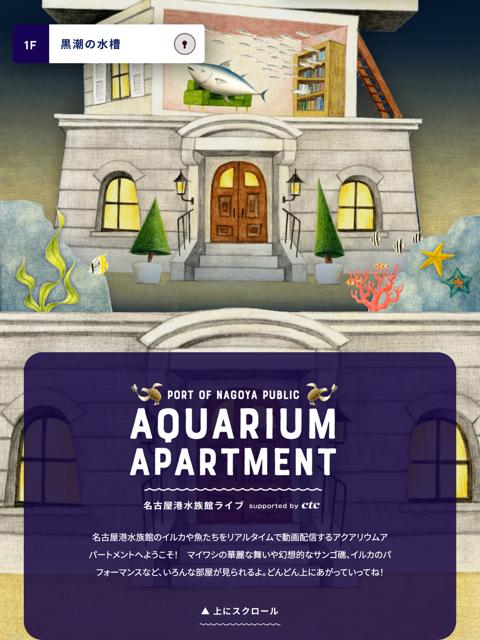 1F 黒潮の水槽
PORT OF NAGOYA PUBLIC
AQUARIUM
APARTMENT
名古屋港水族館ライブ supported by ctc
名古屋港水族館のイルカや魚たちをリアルタイムで動画配信するアクアリウムア
パートメントへようこそ！ マイワシの華麗な舞いや幻想的なサンゴ礁、イルカのパ
フォーマンスなど、いろんな部屋が見られるよ。どんどん上にあがっていってね！
▲ 上にスクロール